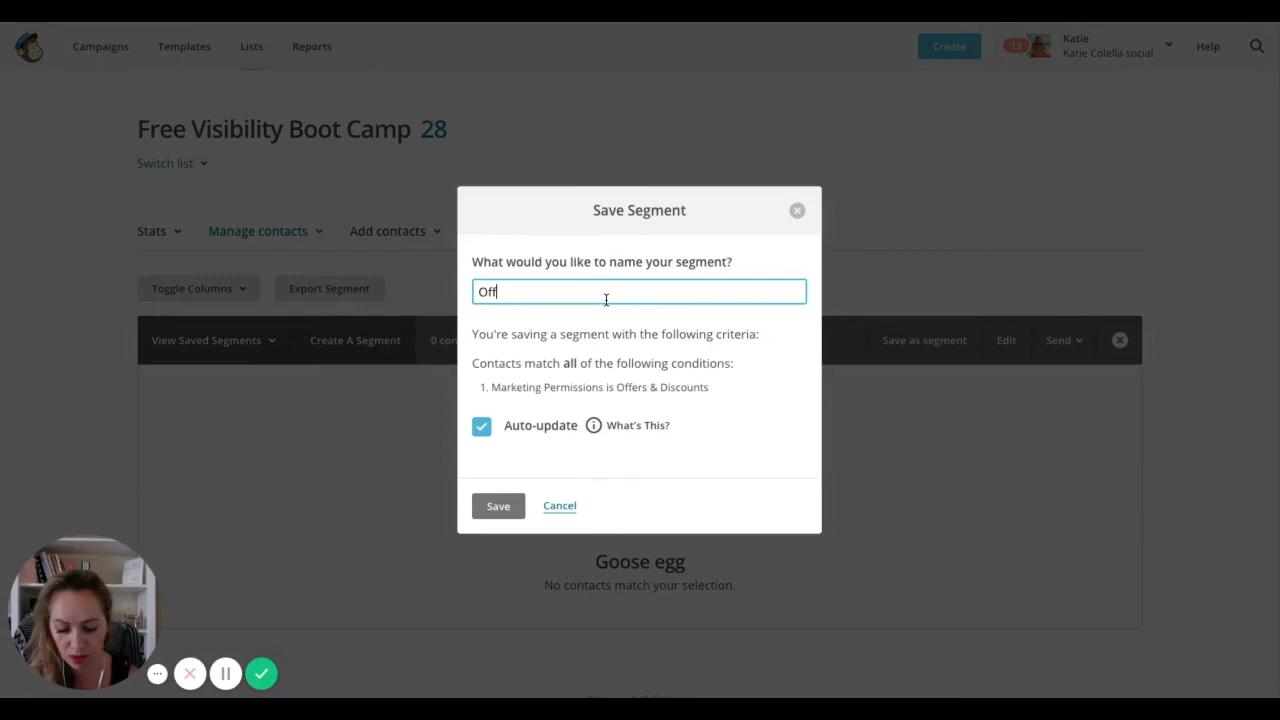 Campaigns Templates Lists Reports Create 13 Katie Help
Katie Colella social
Free Visibility Boot Camp 28
Switch list
Stats Manage contacts Add contacts
Toggle Columns Export Segment
View Saved Segments Create A Segment 0 con Save as segment Edit Send
Save Segment
What would you like to name your segment?
Off
You're saving a segment with the following criteria:
Contacts match all of the following conditions:
1. Marketing Permissions is Offers & Discounts
Auto-update What's This?
Save Cancel
Goose egg
No contacts match your selection.